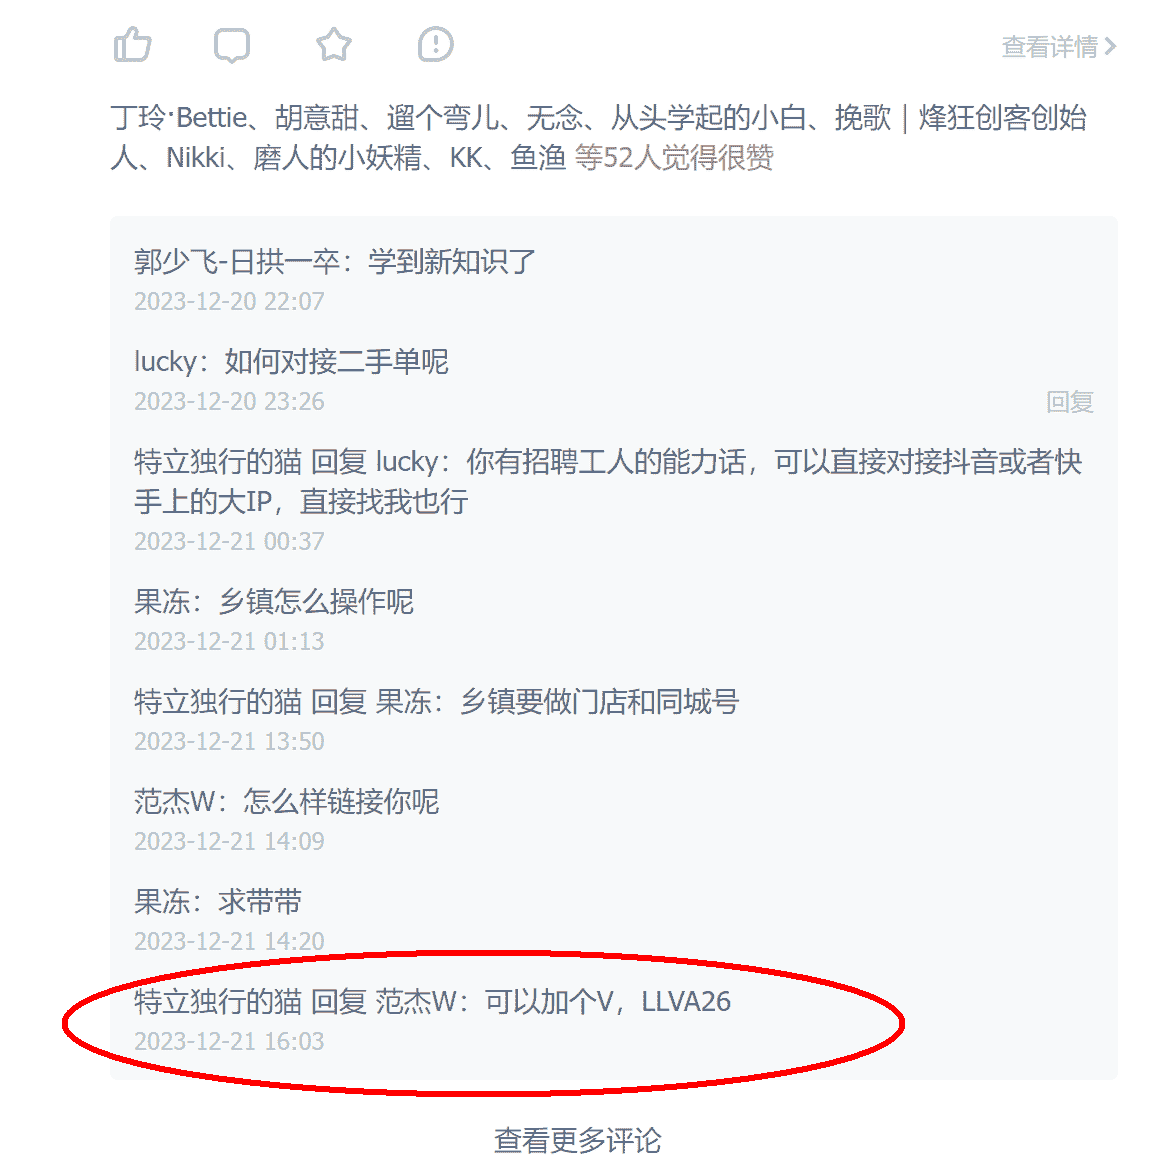 查看详情
丁玲·Bettie、胡意甜、遛个弯儿、无念、从头学起的小白、挽歌｜烽狂创客创始
人、Nikki、磨人的小妖精、KK、鱼渔 等52人觉得很赞
郭少飞-日拱一卒：学到新知识了
2023-12-20 22:07
lucky：如何对接二手单呢
2023-12-20 23:26
回复
特立独行的猫 回复 lucky：你有招聘工人的能力话，可以直接对接抖音或者快
手上的大IP，直接找我也行
2023-12-21 00:37
果冻：乡镇怎么操作呢
2023-12-21 01:13
特立独行的猫 回复 果冻：乡镇要做门店和同城号
2023-12-21 13:50
范杰W：怎么样链接你呢
2023-12-21 14:09
果冻：求带带
2023-12-21 14:20
特立独行的猫 回复 范杰W：可以加个V，LLVA26
2023-12-21 16:03
查看更多评论